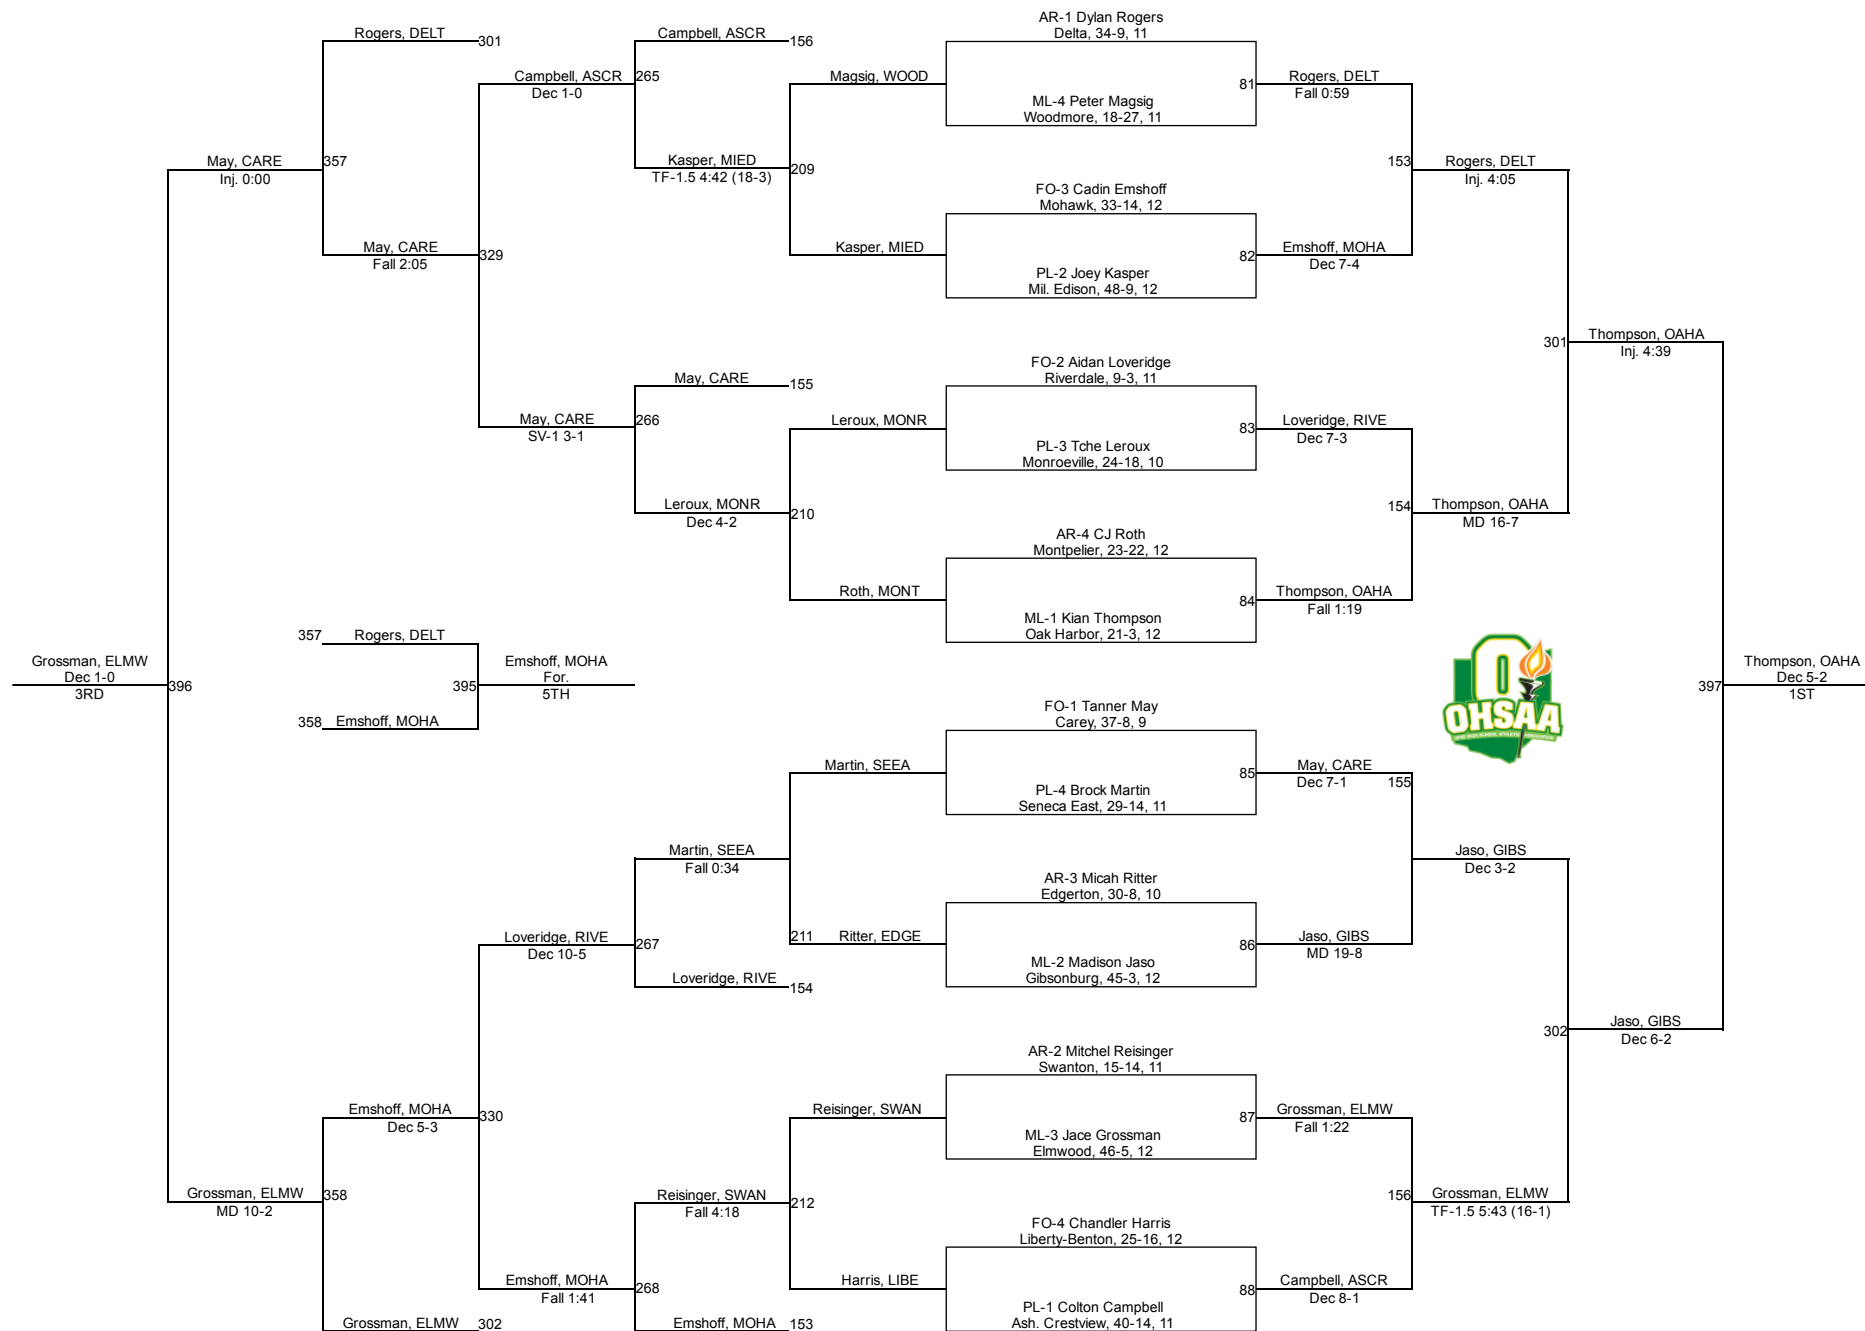 AR-1 Dylan Rogers
Delta, 34-9, 11
Rogers, DELT
301
Campbell, ASCR
156
Campbell, ASCR
265
Dec 1-0
Magsig, WOOD
81
Rogers, DELT
Fall 0:59
ML-4 Peter Magsig
Woodmore, 18-27, 11
May, CARE
357
Inj. 0:00
Kasper, MIED
209
TF-1.5 4:42 (18-3)
153
Rogers, DELT
Inj. 4:05
FO-3 Cadin Emshoff
Mohawk, 33-14, 12
May, CARE
329
Fall 2:05
Kasper, MIED
82
Emshoff, MOHA
Dec 7-4
PL-2 Joey Kasper
Mil. Edison, 48-9, 12
301
Thompson, OAHA
Inj. 4:39
FO-2 Aidan Loveridge
Riverdale, 9-3, 11
May, CARE
155
May, CARE
266
SV-1 3-1
Leroux, MONR
83
Loveridge, RIVE
Dec 7-3
PL-3 Tche Leroux
Monroeville, 24-18, 10
Leroux, MONR
210
Dec 4-2
154
Thompson, OAHA
MD 16-7
AR-4 CJ Roth
Montpelier, 23-22, 12
Roth, MONT
84
Thompson, OAHA
Fall 1:19
ML-1 Kian Thompson
Oak Harbor, 21-3, 12
357
Rogers, DELT
Grossman, ELMW
Dec 1-0
3RD
396
395
Emshoff, MOHA
For.
5TH
358
Emshoff, MOHA
OHSAA
397
Thompson, OAHA
Dec 5-2
1ST
FO-1 Tanner May
Carey, 37-8, 9
Martin, SEEA
85
May, CARE
Dec 7-1
155
PL-4 Brock Martin
Seneca East, 29-14, 11
Martin, SEEA
Fall 0:34
Jaso, GIBS
Dec 3-2
AR-3 Micah Ritter
Edgerton, 30-8, 10
Loveridge, RIVE
267
Dec 10-5
211
Ritter, EDGE
86
Jaso, GIBS
MD 19-8
ML-2 Madison Jaso
Gibsonburg, 45-3, 12
Loveridge, RIVE
154
302
Jaso, GIBS
Dec 6-2
AR-2 Mitchel Reisinger
Swanton, 15-14, 11
Emshoff, MOHA
330
Dec 5-3
Reisinger, SWAN
87
Grossman, ELMW
Fall 1:22
ML-3 Jace Grossman
Elmwood, 46-5, 12
Grossman, ELMW
358
MD 10-2
Reisinger, SWAN
212
Fall 4:18
156
Grossman, ELMW
TF-1.5 5:43 (16-1)
FO-4 Chandler Harris
Liberty-Benton, 25-16, 12
Emshoff, MOHA
268
Fall 1:41
Harris, LIBE
88
Campbell, ASCR
Dec 8-1
PL-1 Colton Campbell
Ash. Crestview, 40-14, 11
Grossman, ELMW
302
Emshoff, MOHA
153